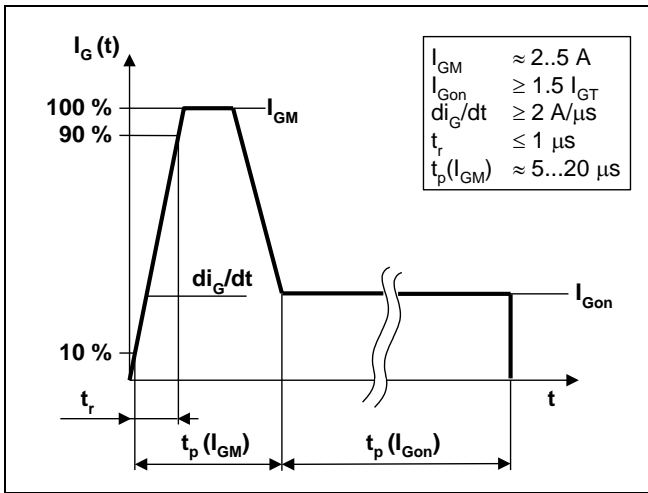 I_G (t)
100 %
90 %
I_GM
I_GM ≈ 2..5 A
I_Gon ≥ 1.5 I_GT
di_G/dt ≥ 2 A/μs
t_r ≤ 1 μs
t_p(I_GM) ≈ 5...20 μs
di_G/dt
I_Gon
10 %
t
t_r
t_p (I_GM)
t_p (I_Gon)